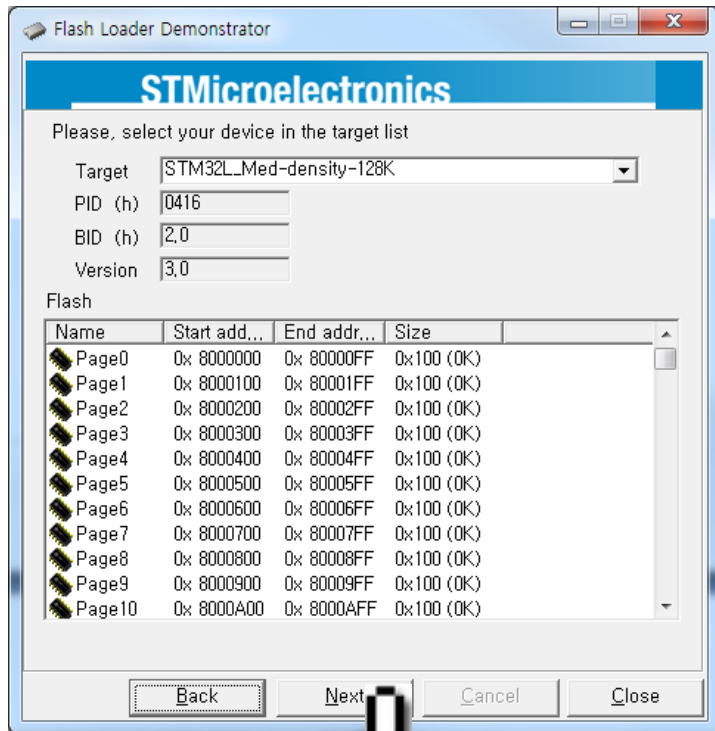 Flash Loader Demonstrator
STMicroelectronics
Please, select your device in the target list
Target STM32L_Med-density-128K
PID (h) 0416
BID (h) 2.0
Version 3.0
Flash
Name Start add... End addr... Size
Page0 0x 8000000 0x 80000FF 0x100 (0K)
Page1 0x 8000100 0x 80001FF 0x100 (0K)
Page2 0x 8000200 0x 80002FF 0x100 (0K)
Page3 0x 8000300 0x 80003FF 0x100 (0K)
Page4 0x 8000400 0x 80004FF 0x100 (0K)
Page5 0x 8000500 0x 80005FF 0x100 (0K)
Page6 0x 8000600 0x 80006FF 0x100 (0K)
Page7 0x 8000700 0x 80007FF 0x100 (0K)
Page8 0x 8000800 0x 80008FF 0x100 (0K)
Page9 0x 8000900 0x 80009FF 0x100 (0K)
Page10 0x 8000A00 0x 8000AFF 0x100 (0K)
Back Next Cancel Close